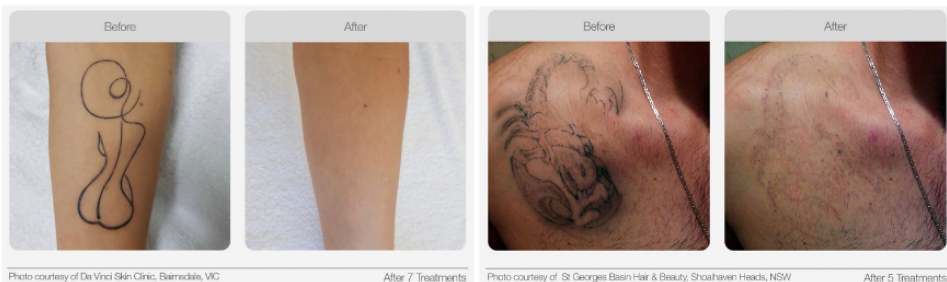 Before
After
Photo courtesy of Da Vinci Skin Clinic, Bairnsdale, VIC
After 7 Treatments
Before
After
Photo courtesy of St Georges Basin Hair & Beauty, Shoalhaven Heads, NSW
After 5 Treatments